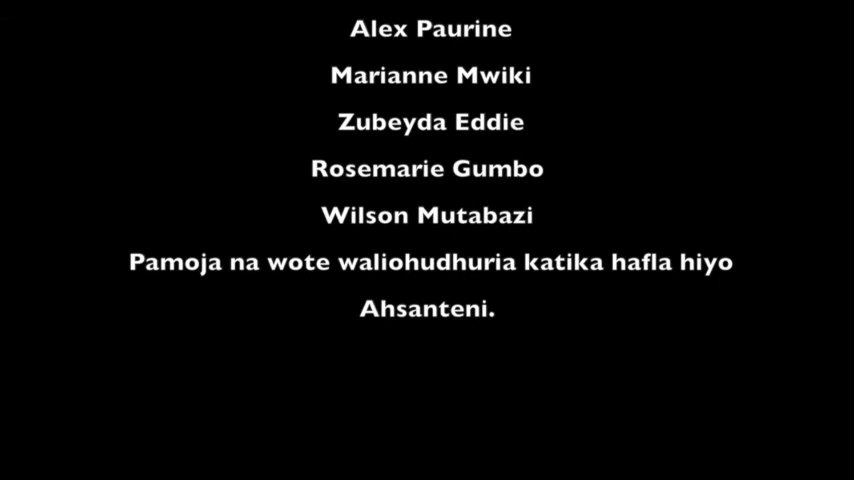 Alex Paurine
Marianne Mwiki
Zubeyda Eddie
Rosemarie Gumbo
Wilson Mutabazi
Pamoja na wote waliohudhuria katika hafla hiyo
Ahsanteni.